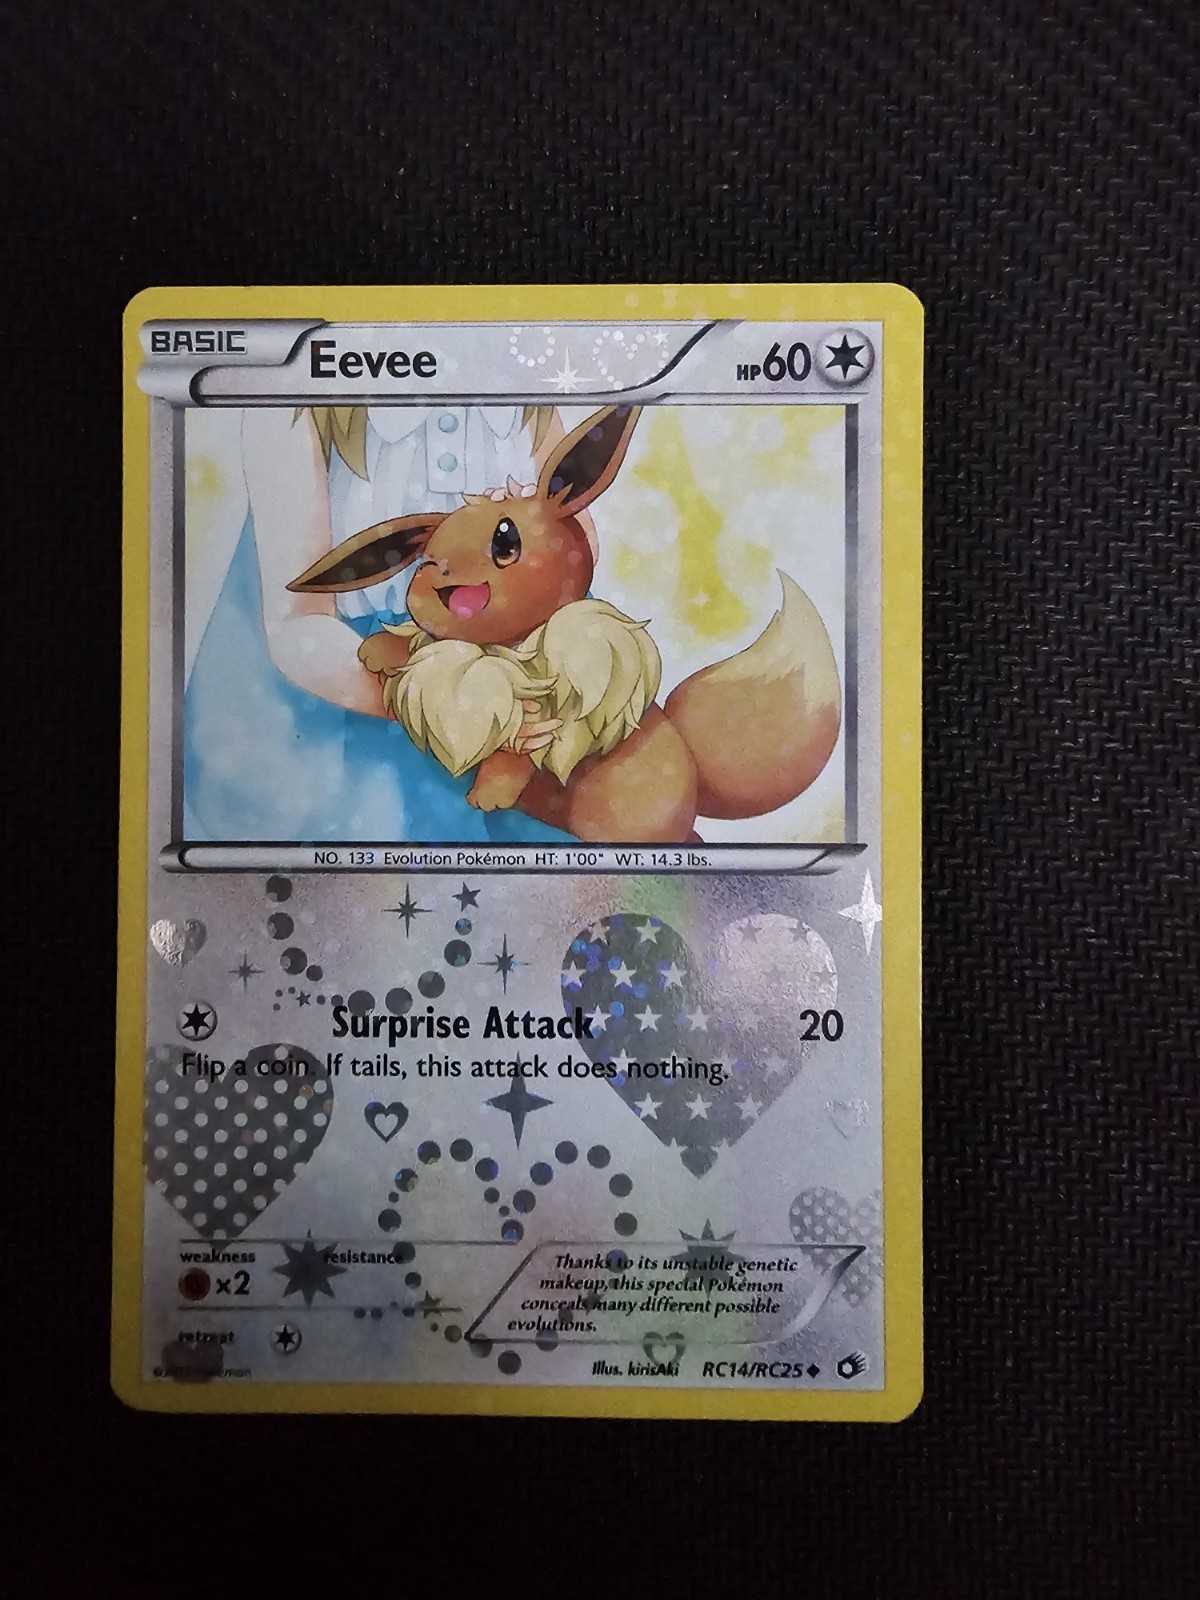 BASIC Eevee HP60
NO. 133 Evolution Pokémon HT: 1'00" WT: 14.3 lbs.
Surprise Attack 20
Flip a coin. If tails, this attack does nothing.
weakness resistance
×2
Thanks to its unstable genetic
makeup, this special Pokémon
conceals many different possible
evolutions.
retreat
Illus. kirisAki RC14/RC25